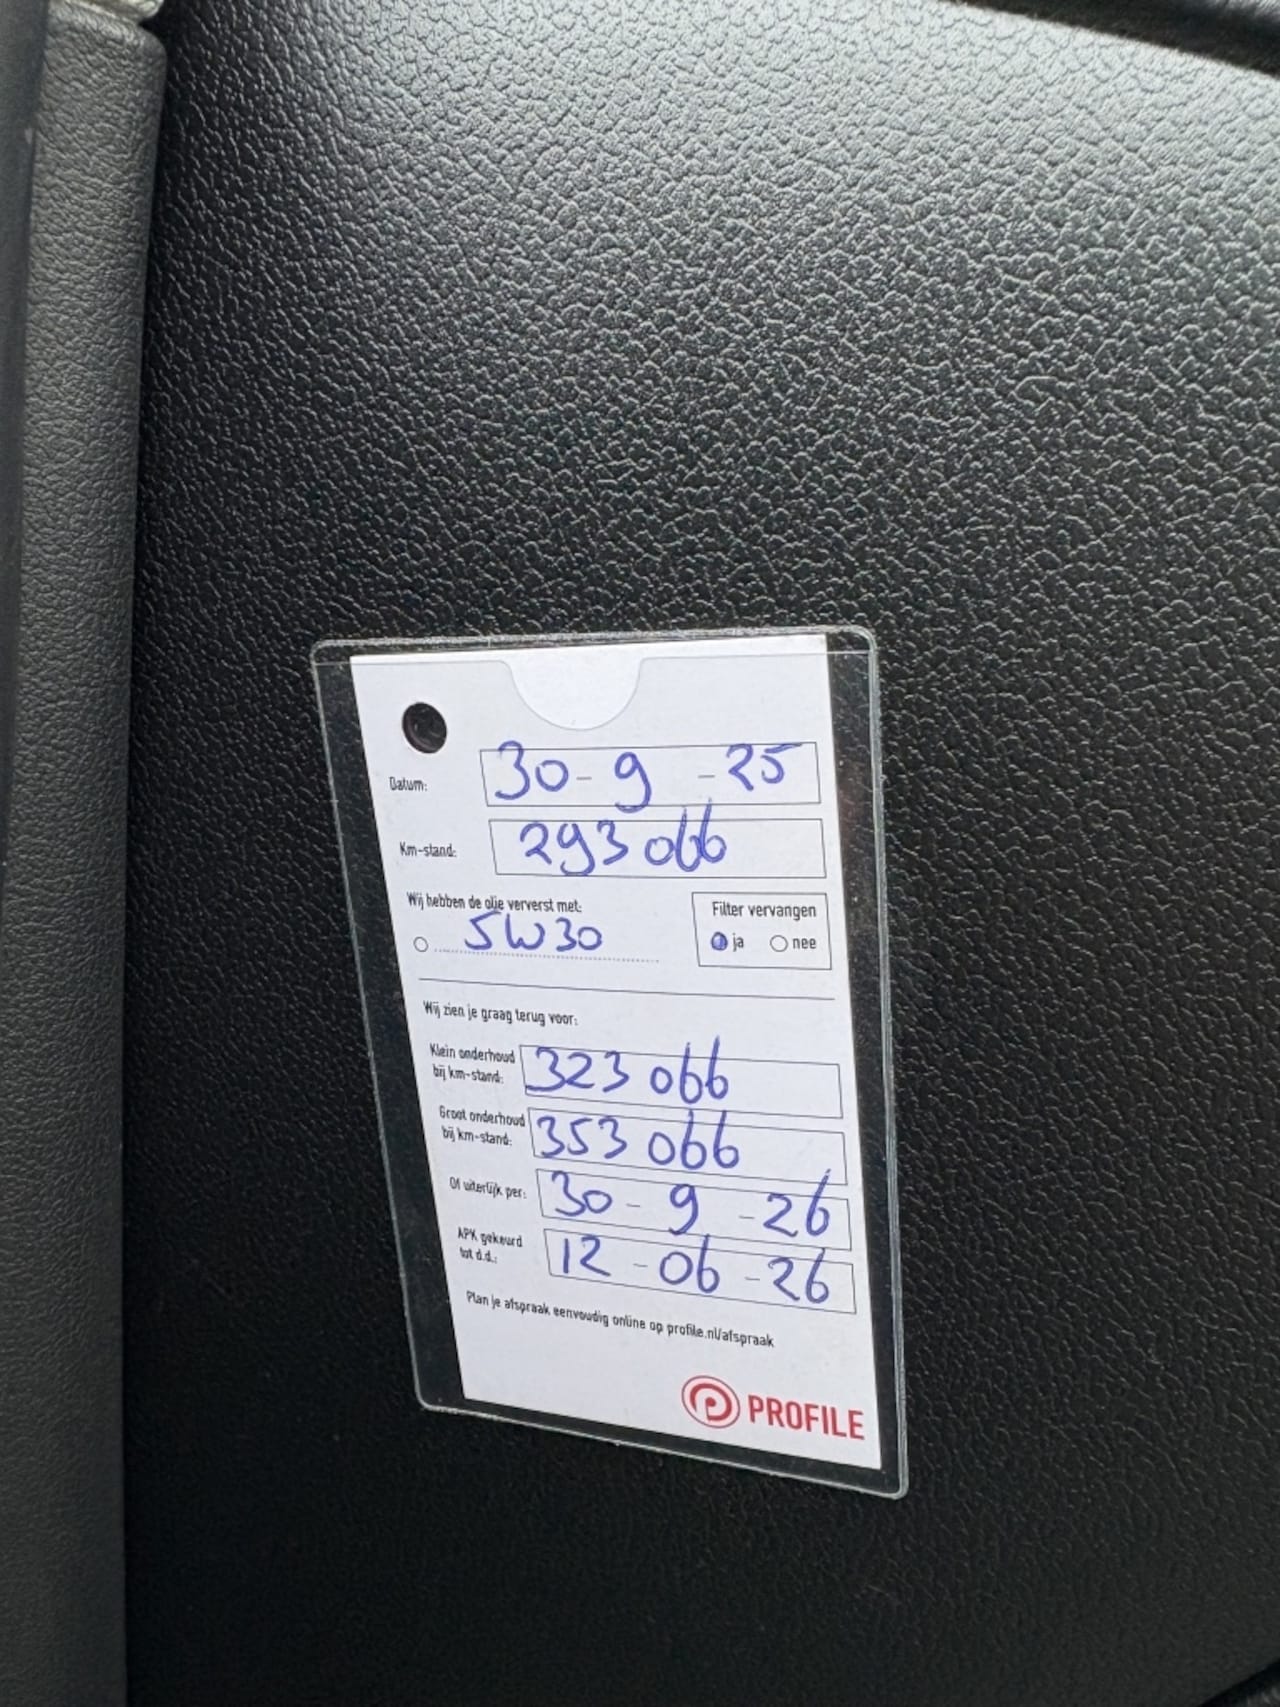 Datum: 30 - 9 - 25
Km-stand: 293066
Wij hebben de olie ververst met:
5W30
Filter vervangen
ja nee
Wij zien je graag terug voor:
Klein onderhoud
bij km-stand: 323066
Groot onderhoud
bij km-stand: 353066
Of uiterlijk per: 30 - 9 - 26
APK gekeurd
tot d.d.: 12 - 06 - 26
Plan je afspraak eenvoudig online op profile.nl/afspraak
PROFILE